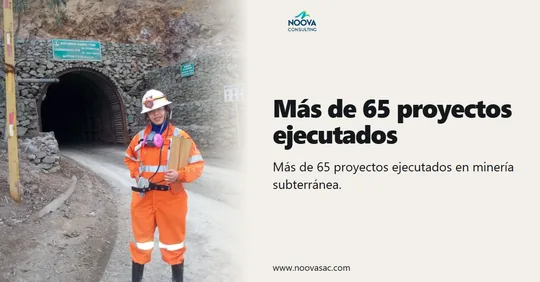 NOOVA
CONSULTING
Más de 65 proyectos
ejecutados
Más de 65 proyectos ejecutados en minería
subterránea.
www.noovasac.com